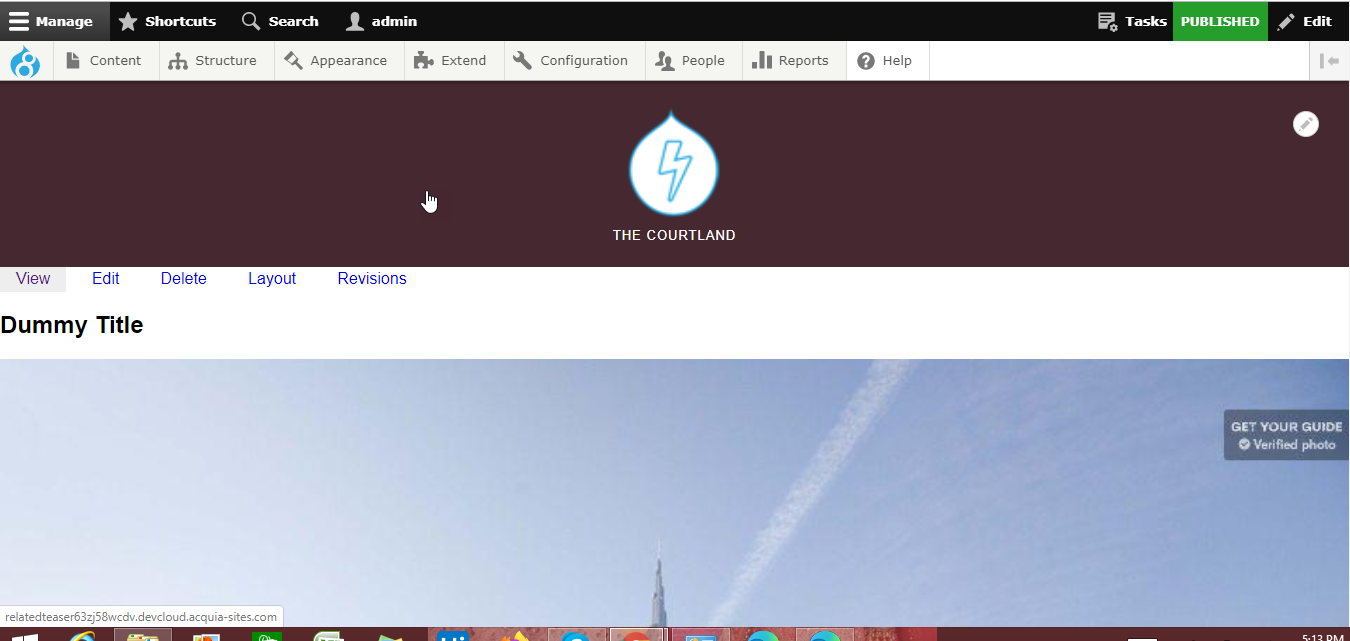 Manage Shortcuts Search admin Tasks PUBLISHED Edit
Content Structure Appearance Extend Configuration People Reports Help
THE COURTLAND
View Edit Delete Layout Revisions
Dummy Title
GET YOUR GUIDE
Verified photo
relatedteaser63zj58wcdv.devcloud.acquia-sites.com
5:13 PM